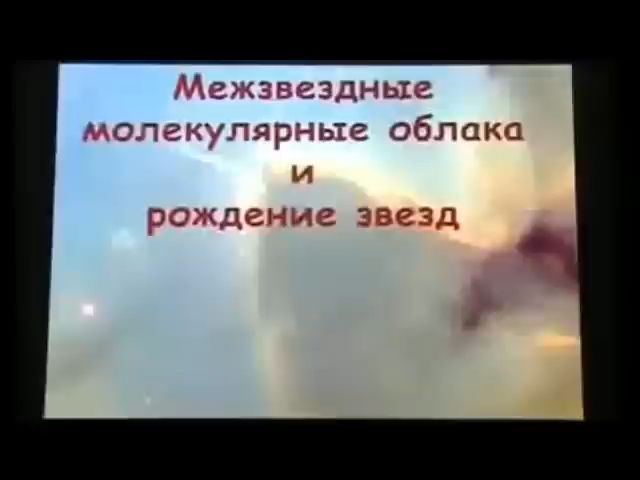 Межзвездные
молекулярные облака
и
рождение звезд